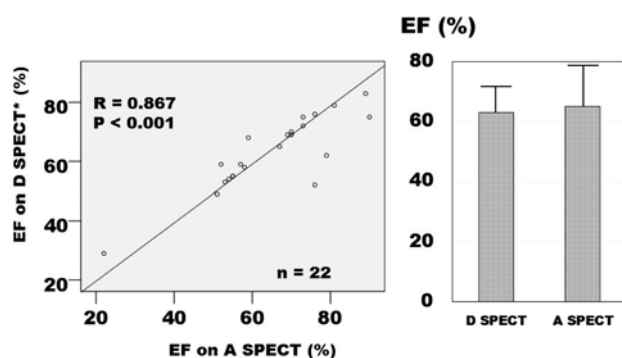 EF on D SPECT* (%)
80
60
40
20
R = 0.867
P < 0.001
n = 22
20 40 60 80
EF on A SPECT (%)
EF (%)
80
60
40
20
0
D SPECT A SPECT